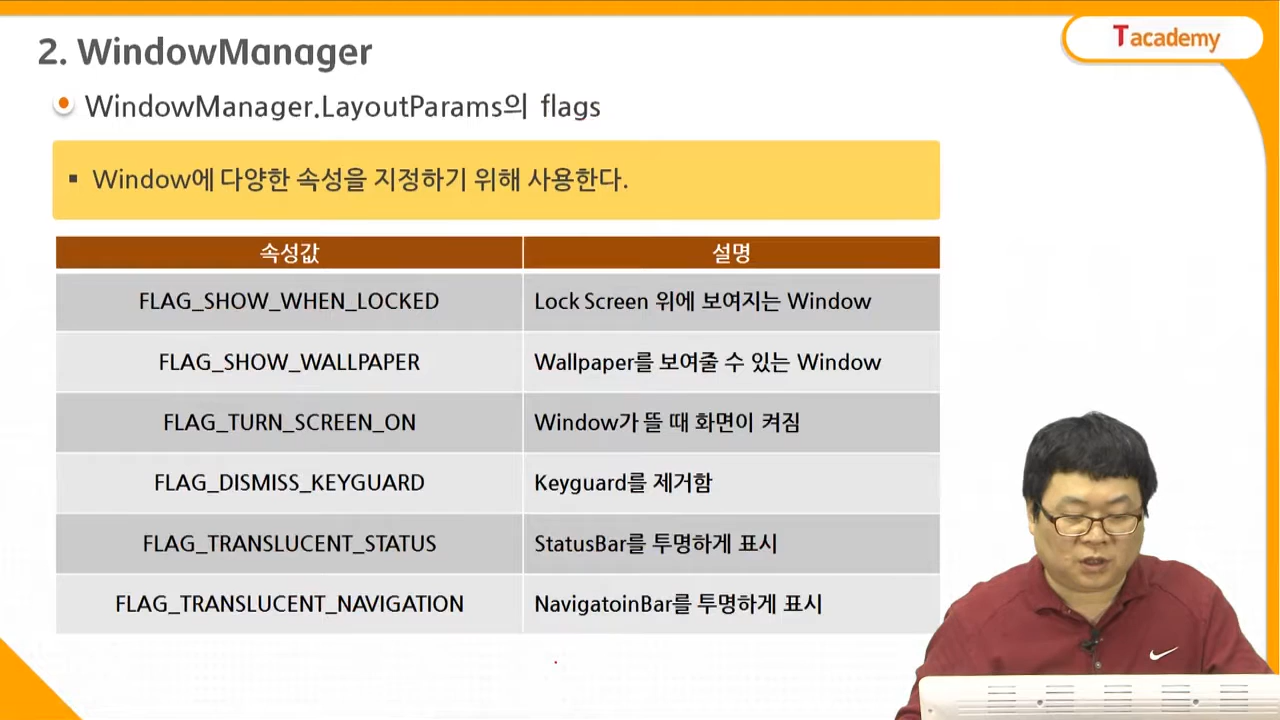 2. WindowManager
Tacademy
WindowManager.LayoutParams의 flags
▪ Window에 다양한 속성을 지정하기 위해 사용한다.
속성값 설명
FLAG_SHOW_WHEN_LOCKED Lock Screen 위에 보여지는 Window
FLAG_SHOW_WALLPAPER Wallpaper를 보여줄 수 있는 Window
FLAG_TURN_SCREEN_ON Window가 뜰 때 화면이 켜짐
FLAG_DISMISS_KEYGUARD Keyguard를 제거함
FLAG_TRANSLUCENT_STATUS StatusBar를 투명하게 표시
FLAG_TRANSLUCENT_NAVIGATION NavigatoinBar를 투명하게 표시